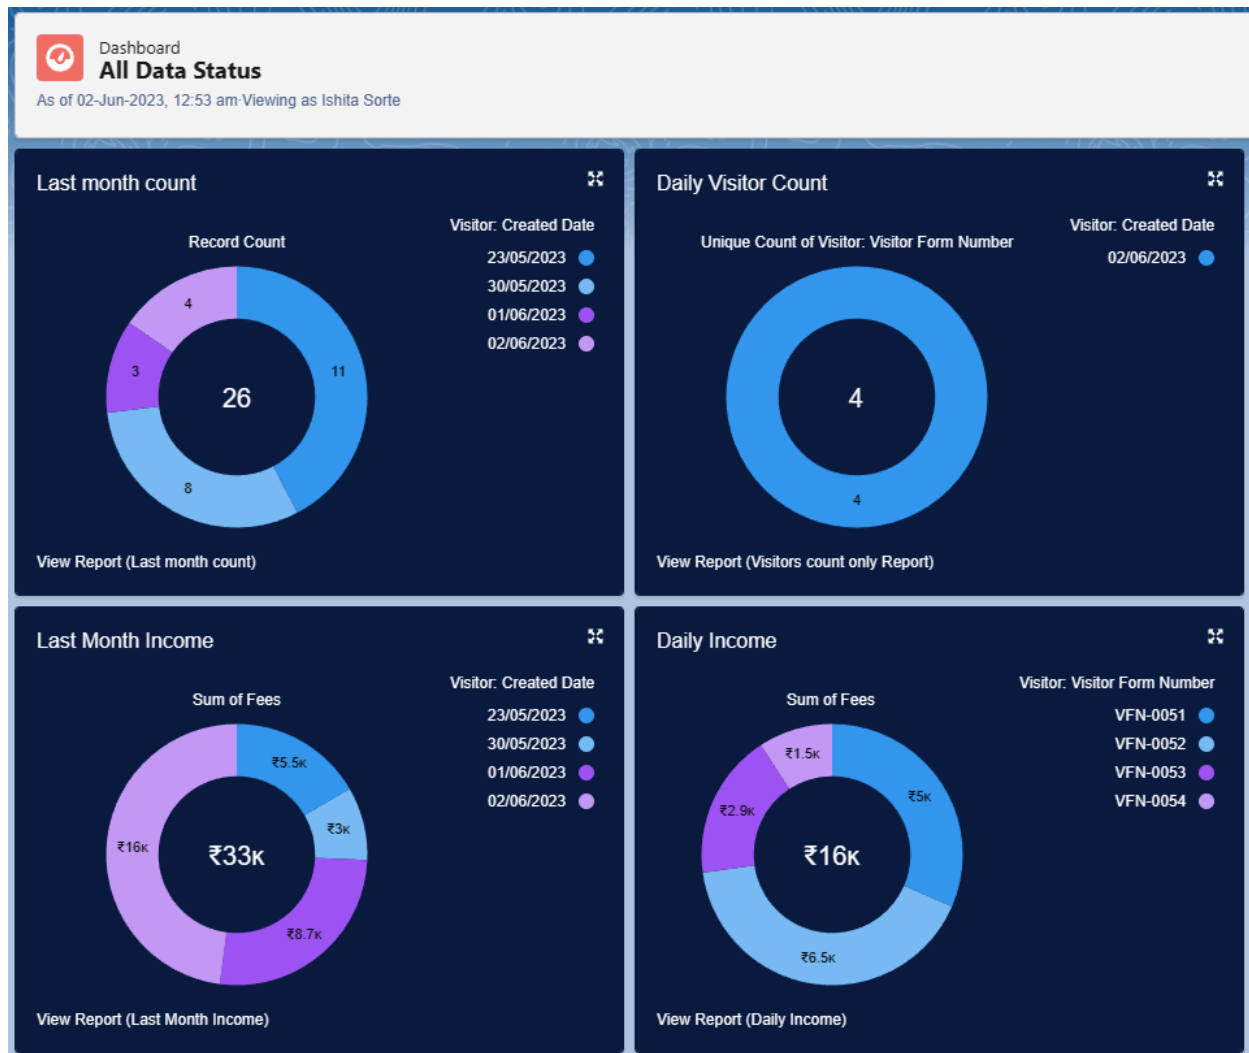 Dashboard
All Data Status
As of 02-Jun-2023, 12:53 am·Viewing as Ishita Sorte
Last month count
Record Count
Visitor: Created Date
23/05/2023
30/05/2023
01/06/2023
02/06/2023
4
3
11
26
8
View Report (Last month count)
Daily Visitor Count
Unique Count of Visitor: Visitor Form Number
Visitor: Created Date
02/06/2023
4
4
View Report (Visitors count only Report)
Last Month Income
Sum of Fees
Visitor: Created Date
23/05/2023
30/05/2023
01/06/2023
02/06/2023
₹5.5K
₹3K
₹16K
₹33K
₹8.7K
View Report (Last Month Income)
Daily Income
Sum of Fees
Visitor: Visitor Form Number
VFN-0051
VFN-0052
VFN-0053
VFN-0054
₹1.5K
₹5K
₹2.9K
₹16K
₹6.5K
View Report (Daily Income)